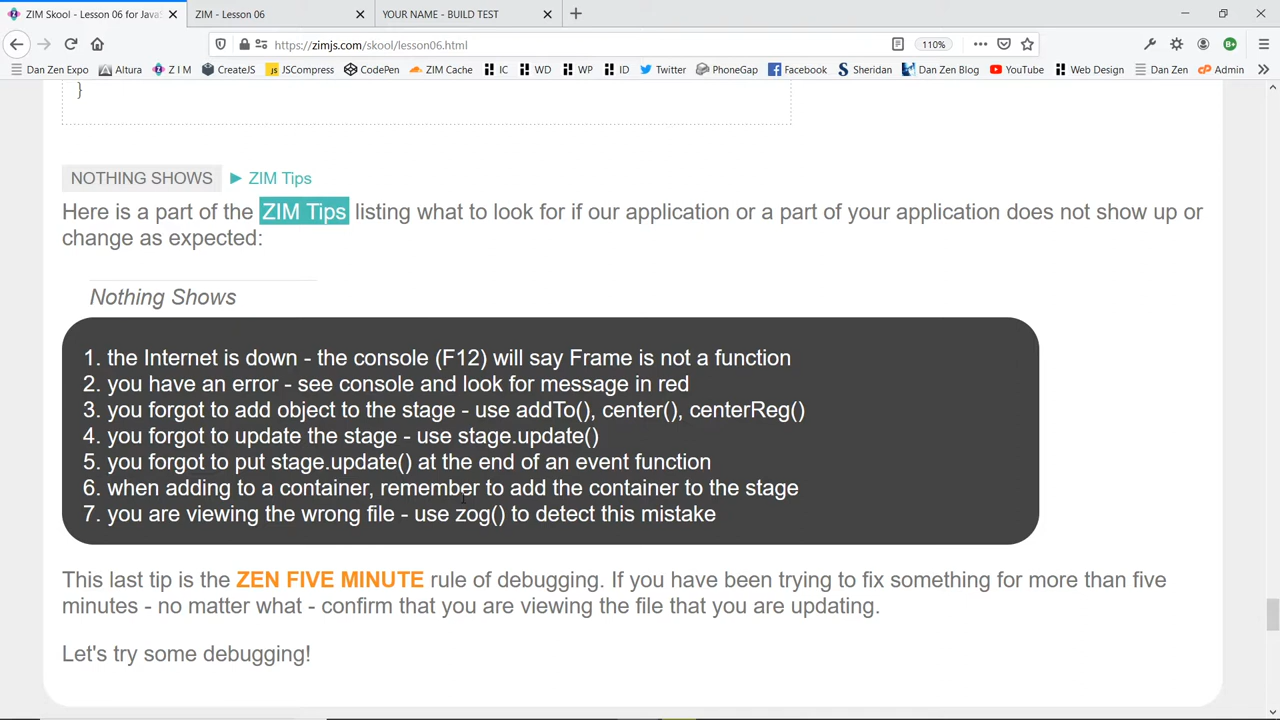 ZIM Skool - Lesson 06 for Java
ZIM - Lesson 06
YOUR NAME - BUILD TEST
https://zimjs.com/skool/lesson06.html
110%
Dan Zen Expo
Altura
Z I M
CreateJS
JSCompress
CodePen
ZIM Cache
IC
WD
WP
ID
Twitter
PhoneGap
Facebook
Sheridan
Dan Zen Blog
YouTube
Web Design
Dan Zen
Admin
}
NOTHING SHOWS ► ZIM Tips
Here is a part of the ZIM Tips listing what to look for if our application or a part of your application does not show up or
change as expected:
Nothing Shows
1. the Internet is down - the console (F12) will say Frame is not a function
2. you have an error - see console and look for message in red
3. you forgot to add object to the stage - use addTo(), center(), centerReg()
4. you forgot to update the stage - use stage.update()
5. you forgot to put stage.update() at the end of an event function
6. when adding to a container, remember to add the container to the stage
7. you are viewing the wrong file - use zog() to detect this mistake
This last tip is the ZEN FIVE MINUTE rule of debugging. If you have been trying to fix something for more than five
minutes - no matter what - confirm that you are viewing the file that you are updating.
Let's try some debugging!